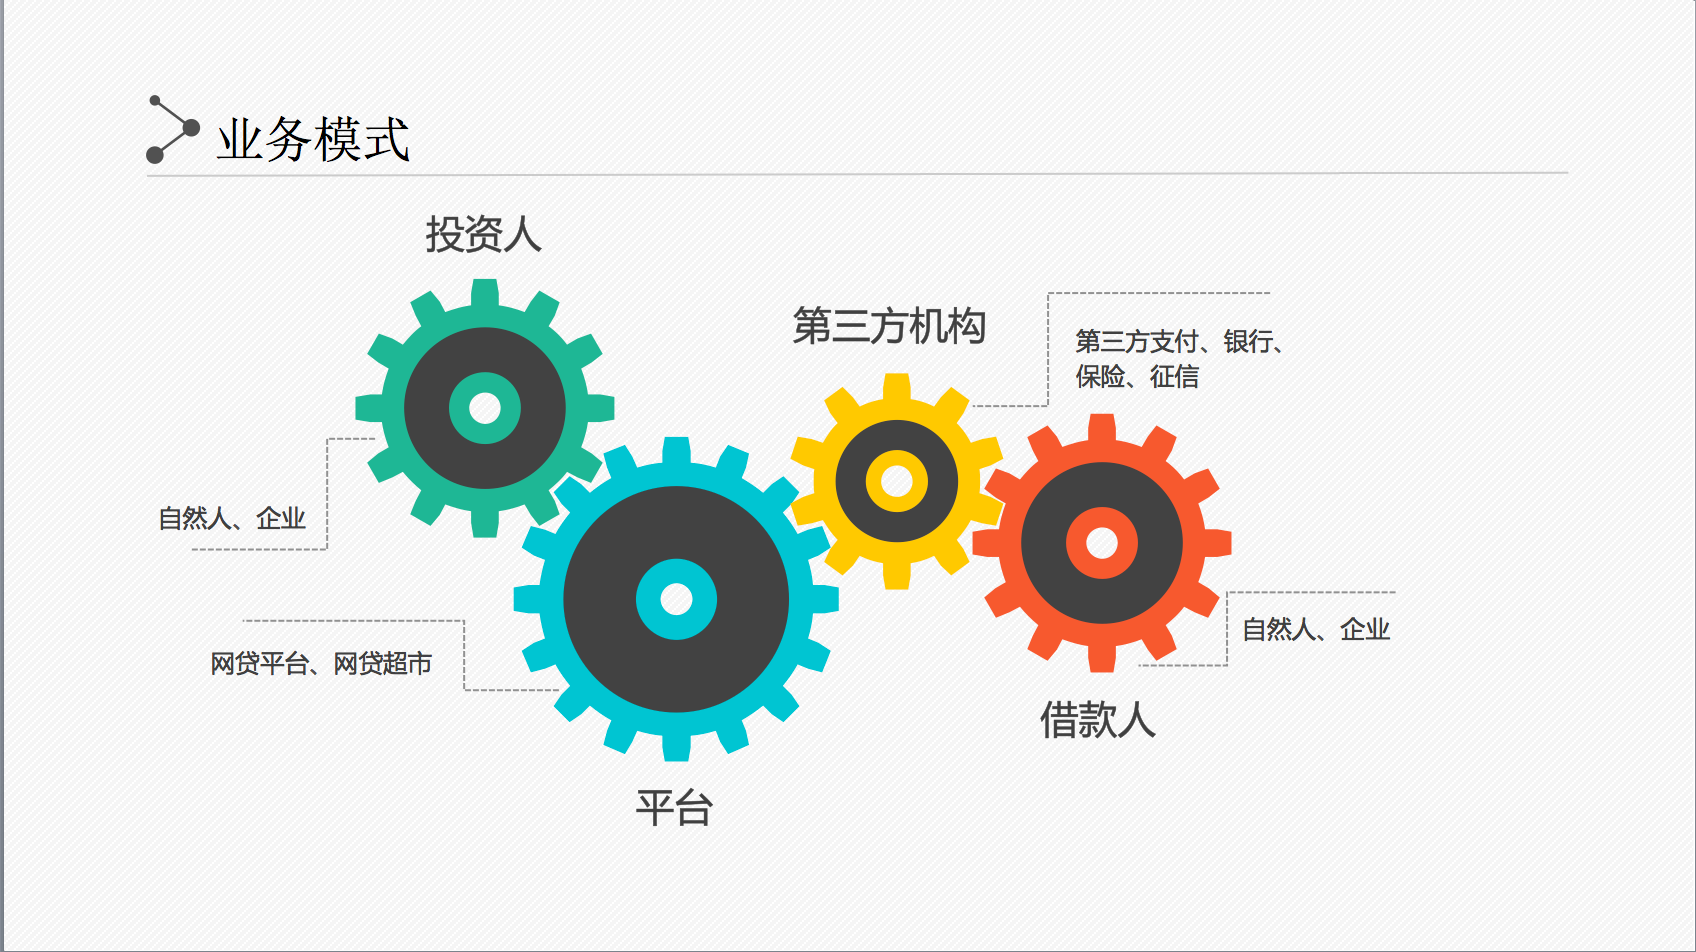 业务模式
投资人
第三方机构
第三方支付、银行、
保险、征信
自然人、企业
网贷平台、网贷超市
自然人、企业
借款人
平台